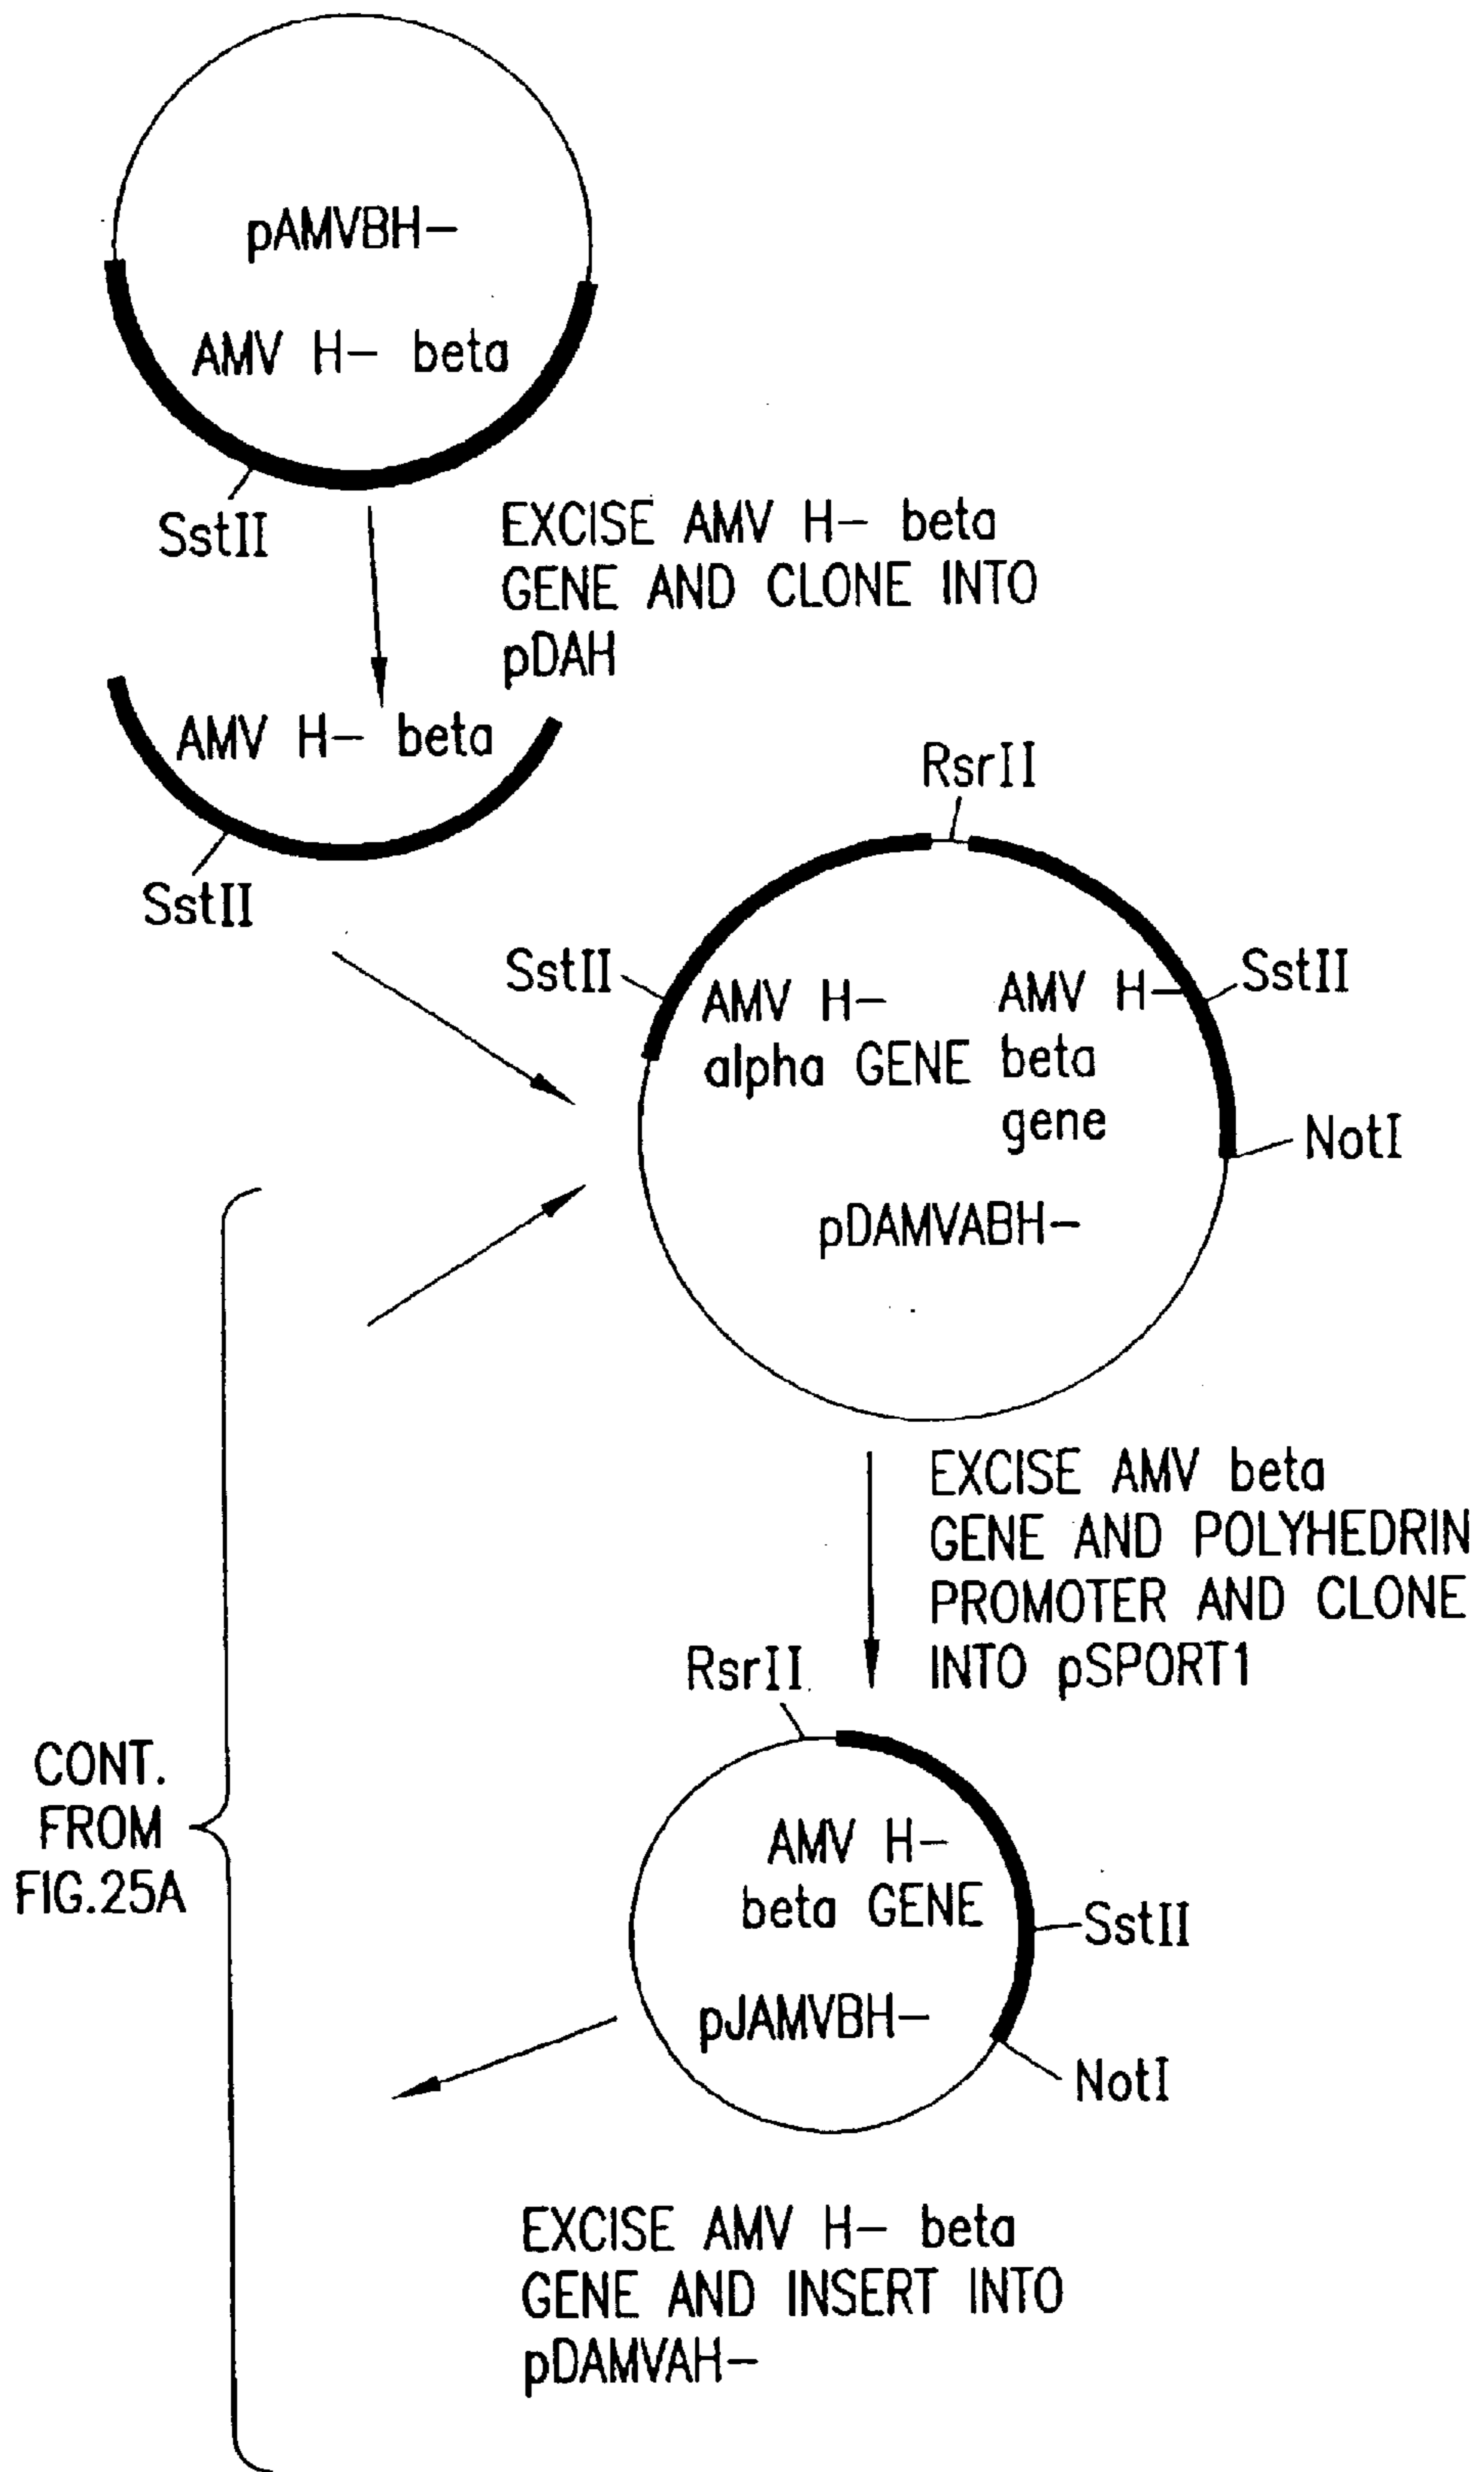 pAMVBH–
AMV H– beta
SstII
EXCISE AMV H– beta
GENE AND CLONE INTO
pDAH
AMV H– beta
SstII
RsrII
SstII
AMV H–
alpha GENE
AMV H–
beta
gene
SstII
NotI
pDAMVABH–
EXCISE AMV beta
GENE AND POLYHEDRIN
PROMOTER AND CLONE
INTO pSPORT1
RsrII
AMV H–
beta GENE
SstII
pJAMVBH–
NotI
CONT.
FROM
FIG.25A
EXCISE AMV H– beta
GENE AND INSERT INTO
pDAMVAH–